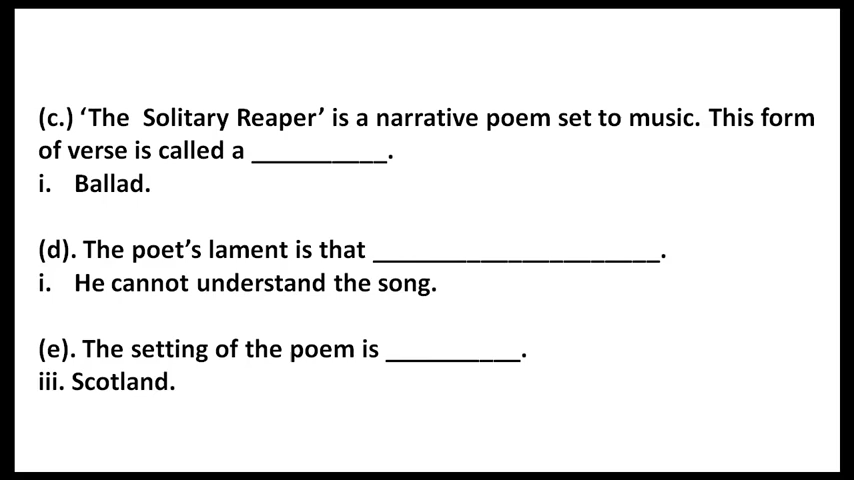 (c.) ‘The Solitary Reaper’ is a narrative poem set to music. This form
of verse is called a __________.
i. Ballad.
(d). The poet’s lament is that _____________________.
i. He cannot understand the song.
(e). The setting of the poem is __________.
iii. Scotland.